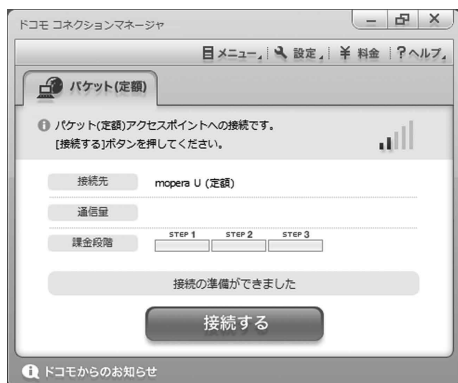 ドコモ コネクションマネージャ
メニュー 設定 ¥ 料金 ? ヘルプ
パケット(定額)
パケット(定額)アクセスポイントへの接続です。
[接続する]ボタンを押してください。
接続先 mopera U (定額)
通信量
課金段階 STEP 1 STEP 2 STEP 3
接続の準備ができました
接続する
ドコモからのお知らせ